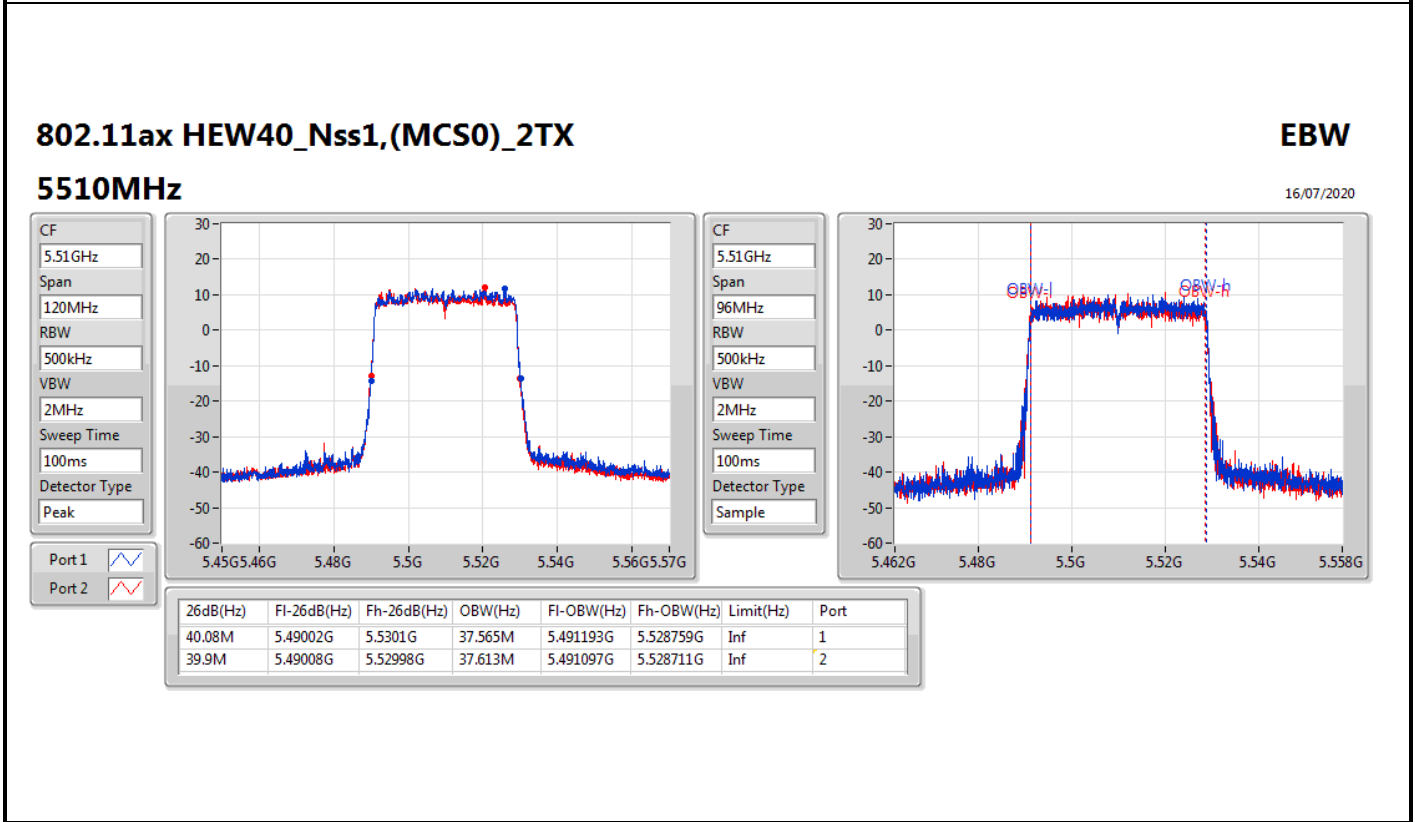 802.11ax HEW40_Nss1,(MCS0)_2TX
EBW
5510MHz
16/07/2020
CF
5.51GHz
Span
120MHz
RBW
500kHz
VBW
2MHz
Sweep Time
100ms
Detector Type
Peak
Port 1
Port 2
30
20
10
0
-10
-20
-30
-40
-50
-60
5.45G 5.46G 5.48G 5.5G 5.52G 5.54G 5.56G 5.57G
CF
5.51GHz
Span
96MHz
RBW
500kHz
VBW
2MHz
Sweep Time
100ms
Detector Type
Sample
30
20
10
0
-10
-20
-30
-40
-50
-60
OBW-l OBW-h
OBW-l OBW-h
5.462G 5.48G 5.5G 5.52G 5.54G 5.558G
26dB(Hz) Fl-26dB(Hz) Fh-26dB(Hz) OBW(Hz) Fl-OBW(Hz) Fh-OBW(Hz) Limit(Hz) Port
40.08M 5.49002G 5.5301G 37.565M 5.491193G 5.528759G Inf 1
39.9M 5.49008G 5.52998G 37.613M 5.491097G 5.528711G Inf 2